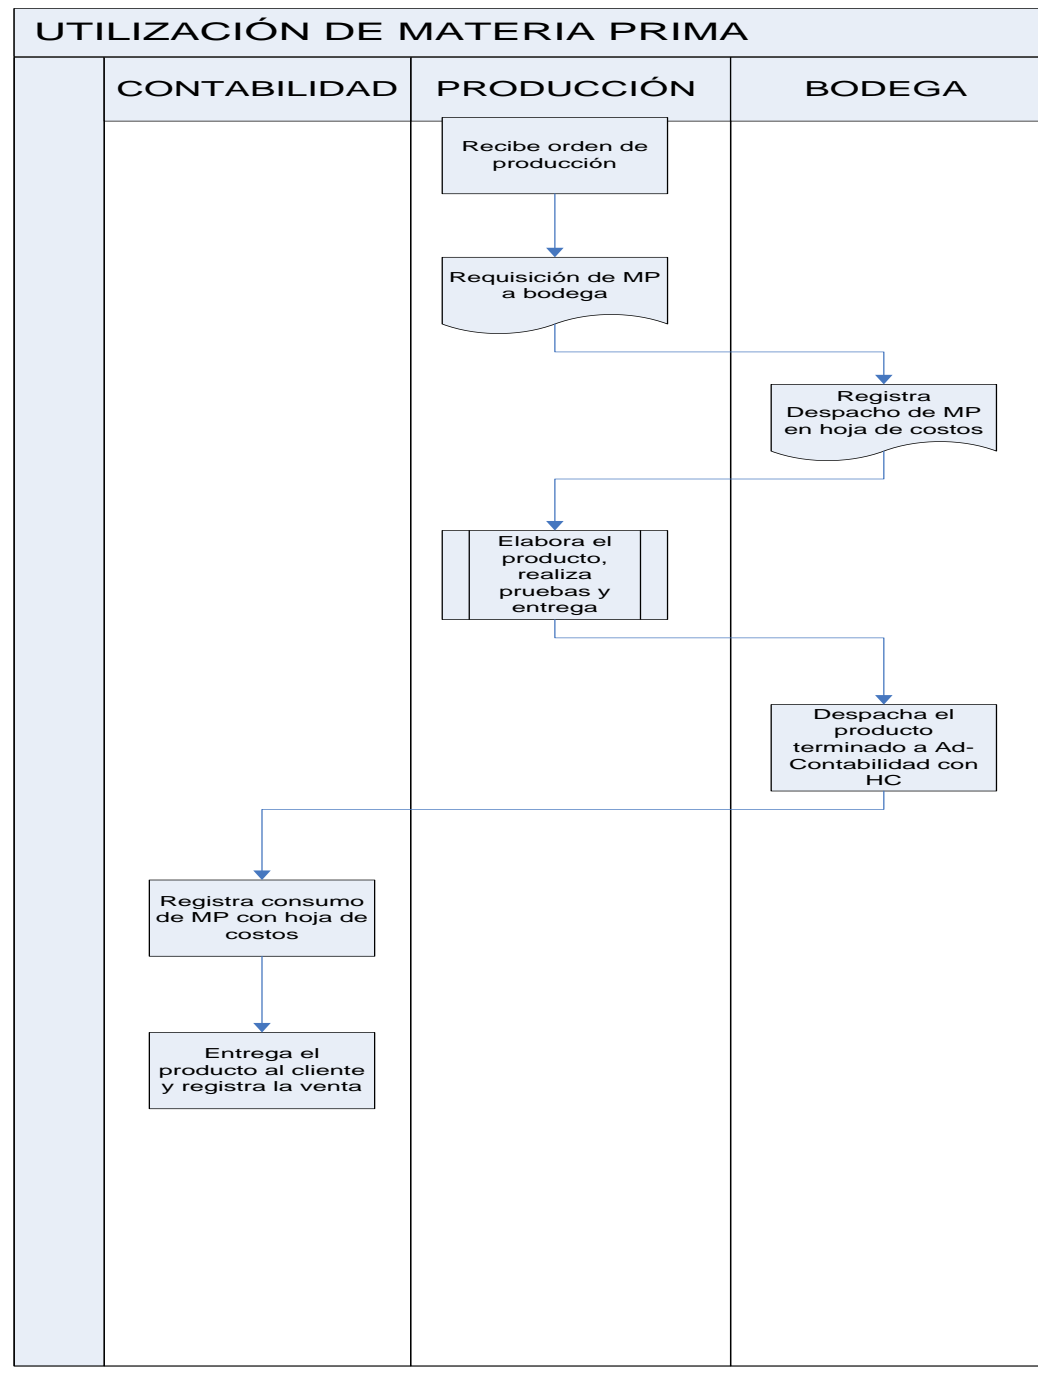 UTILIZACIÓN DE MATERIA PRIMA
CONTABILIDAD
PRODUCCIÓN
BODEGA
Recibe orden de
producción
Requisición de MP
a bodega
Registra
Despacho de MP
en hoja de costos
Elabora el
producto,
realiza
pruebas y
entrega
Despacha el
producto
terminado a Ad-
Contabilidad con
HC
Registra consumo
de MP con hoja de
costos
Entrega el
producto al cliente
y registra la venta